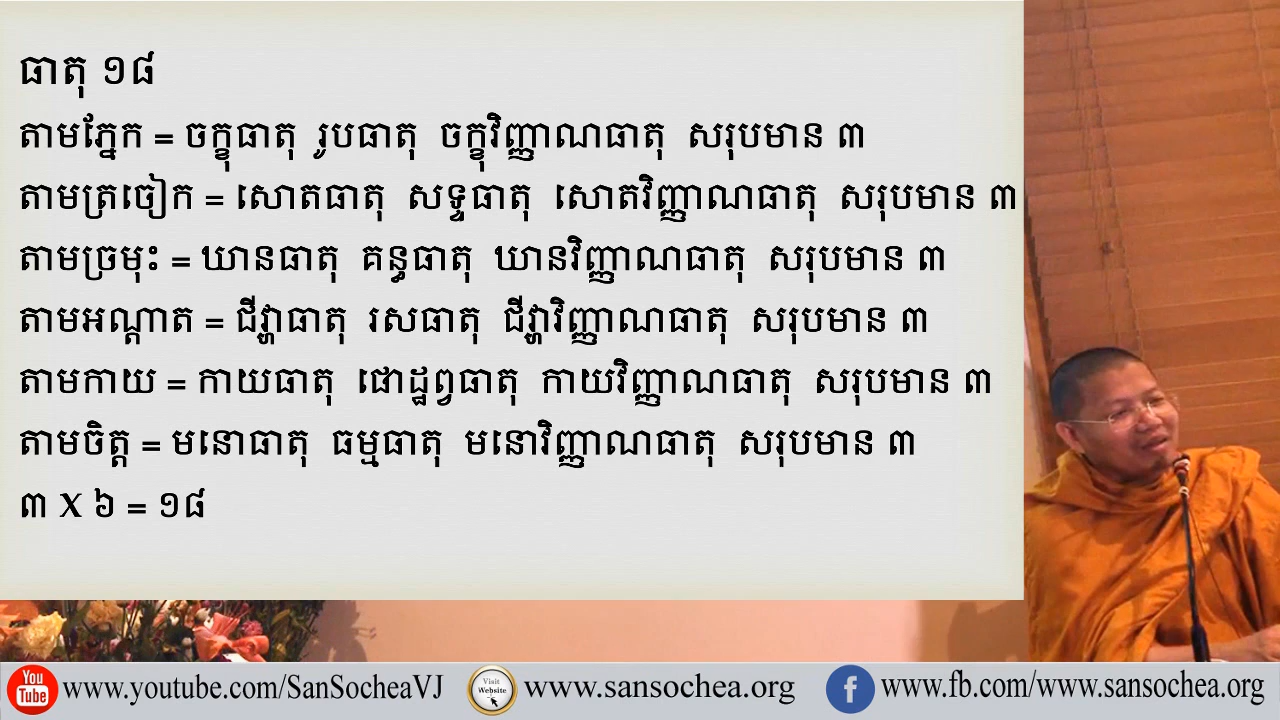 ធាតុ ១៨
តាមភ្នែក = ចក្ខុធាតុ រូបធាតុ ចក្ខុវិញ្ញាណធាតុ សរុបមាន ៣
តាមត្រចៀក = សោតធាតុ សទ្ទធាតុ សោតវិញ្ញាណធាតុ សរុបមាន ៣
តាមច្រមុះ = ឃានធាតុ គន្ធធាតុ ឃានវិញ្ញាណធាតុ សរុបមាន ៣
តាមអណ្តាត = ជីវ្ហាធាតុ រសធាតុ ជីវ្ហាវិញ្ញាណធាតុ សរុបមាន ៣
តាមកាយ = កាយធាតុ ផោដ្ឋព្វធាតុ កាយវិញ្ញាណធាតុ សរុបមាន ៣
តាមចិត្ត = មនោធាតុ ធម្មធាតុ មនោវិញ្ញាណធាតុ សរុបមាន ៣
៣ X ៦ = ១៨
You Tube www.youtube.com/SanSocheaVJ Visit Website www.sansochea.org f www.fb.com/www.sansochea.org